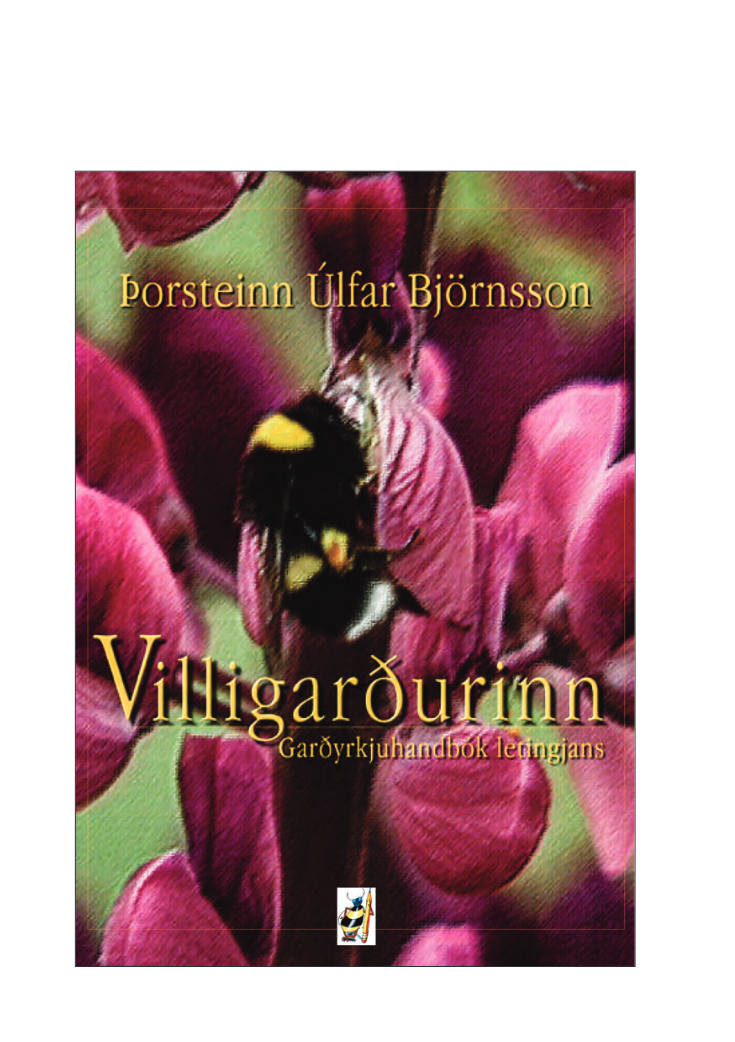 Þorsteinn Úlfar Björnsson
Villigarðurinn
Garðyrkjuhandbók letingjans